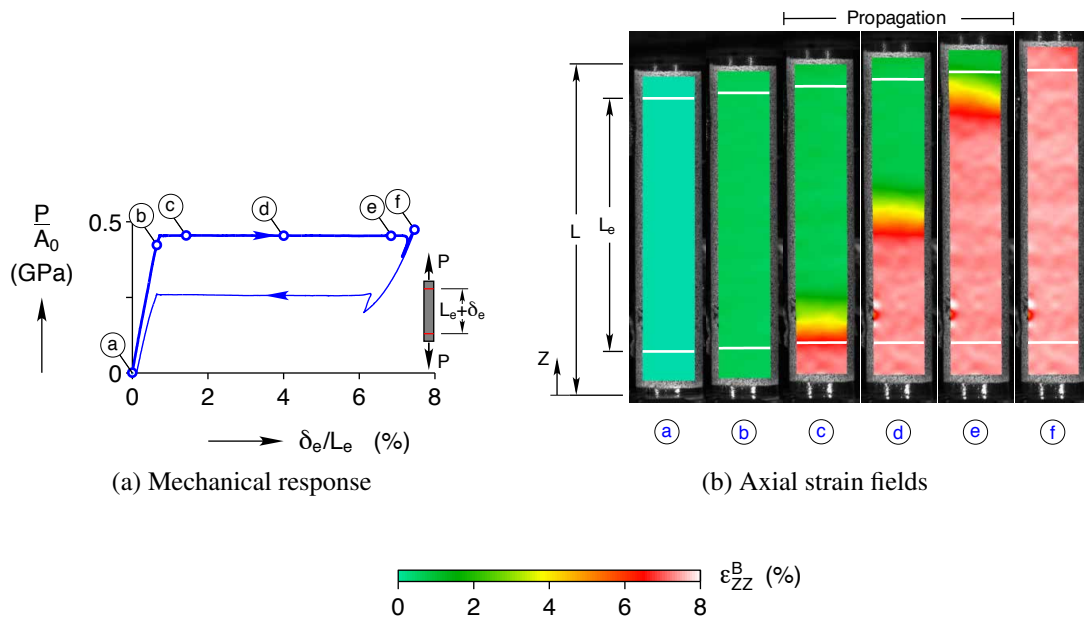 Propagation
P
A₀
(GPa)
0.5
0
a
b
c
d
e
f
P
Lₑ+δₑ
P
0
2
4
6
8
δₑ/Lₑ (%)
L
Lₑ
Z
a
b
c
d
e
f
(a) Mechanical response
(b) Axial strain fields
0
2
4
6
8
ε_ZZ^B (%)